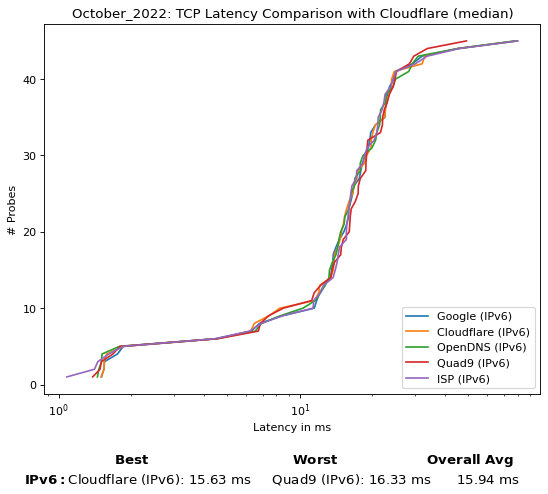 October_2022: TCP Latency Comparison with Cloudflare (median)
# Probes
40
30
20
10
0
Google (IPv6)
Cloudflare (IPv6)
OpenDNS (IPv6)
Quad9 (IPv6)
ISP (IPv6)
10⁰ 10¹
Latency in ms
Best Worst Overall Avg
IPv6: Cloudflare (IPv6): 15.63 ms Quad9 (IPv6): 16.33 ms 15.94 ms